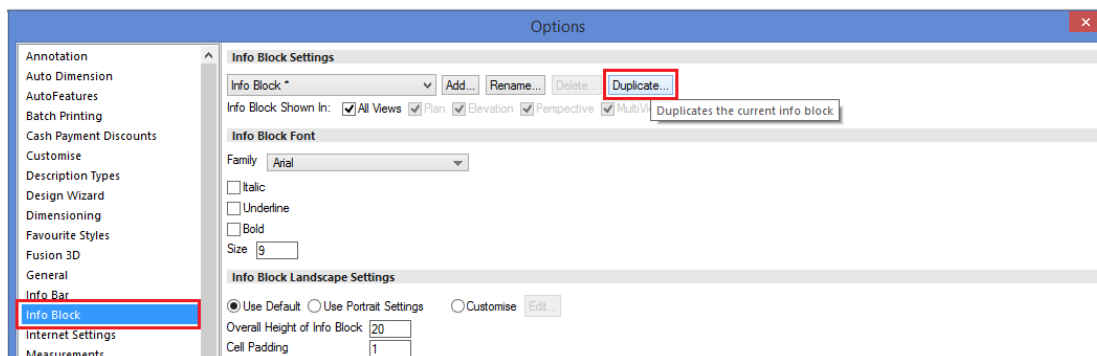 Options
Annotation
Auto Dimension
AutoFeatures
Batch Printing
Cash Payment Discounts
Customise
Description Types
Design Wizard
Dimensioning
Favourite Styles
Fusion 3D
General
Info Bar
Info Block
Internet Settings
Measurements
Info Block Settings
Info Block * Add... Rename... Delete... Duplicate...
Info Block Shown In: All Views Plan Elevation Perspective
Duplicates the current info block
Info Block Font
Family Arial
Italic
Underline
Bold
Size 9
Info Block Landscape Settings
Use Default Use Portrait Settings Customise Edit...
Overall Height of Info Block 20
Cell Padding 1